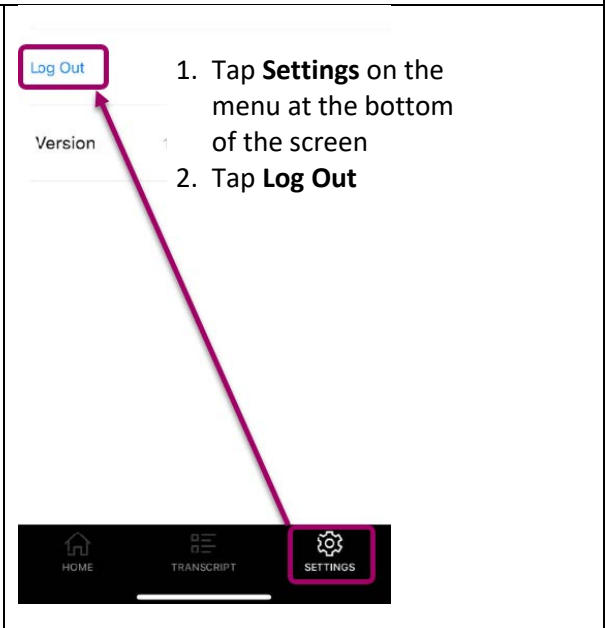 Log Out
1. Tap Settings on the
menu at the bottom
of the screen
2. Tap Log Out
Version
HOME
TRANSCRIPT
SETTINGS